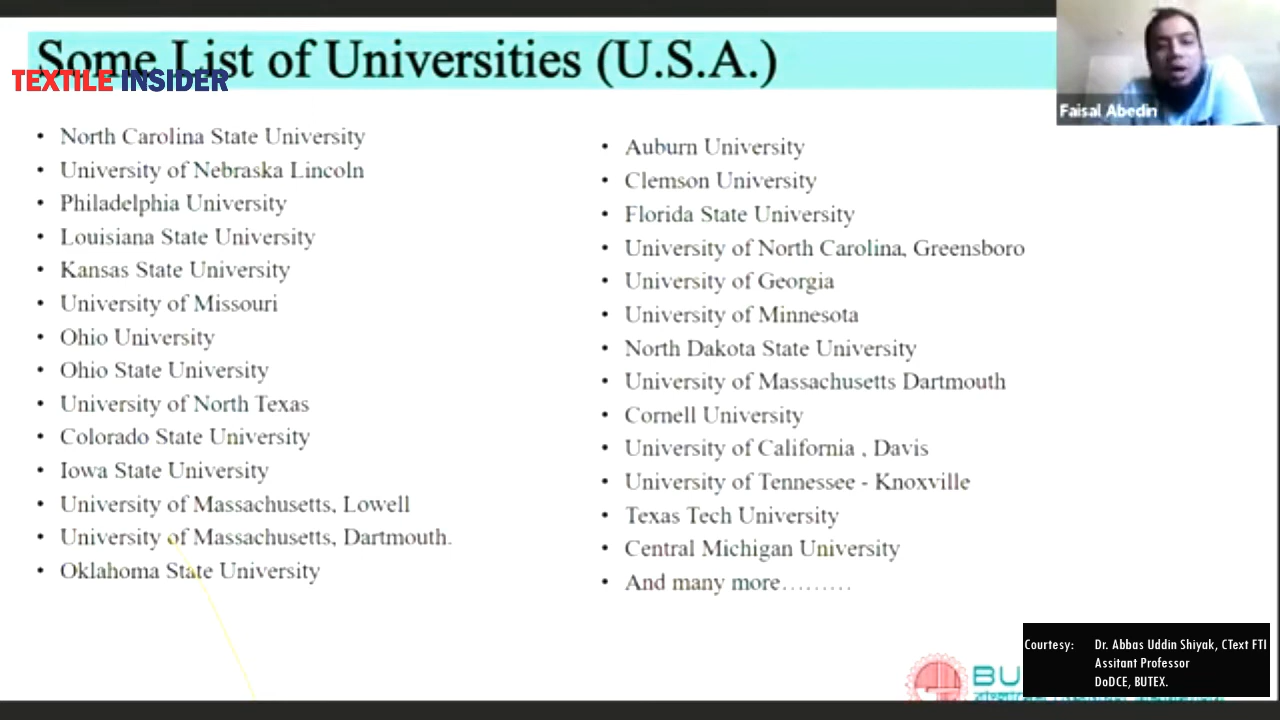 Some List of Universities (U.S.A.)
TEXTILE INSIDER
Faisal Abedin
• North Carolina State University
• University of Nebraska Lincoln
• Philadelphia University
• Louisiana State University
• Kansas State University
• University of Missouri
• Ohio University
• Ohio State University
• University of North Texas
• Colorado State University
• Iowa State University
• University of Massachusetts, Lowell
• University of Massachusetts, Dartmouth.
• Oklahoma State University
• Auburn University
• Clemson University
• Florida State University
• University of North Carolina, Greensboro
• University of Georgia
• University of Minnesota
• North Dakota State University
• University of Massachusetts Dartmouth
• Cornell University
• University of California , Davis
• University of Tennessee - Knoxville
• Texas Tech University
• Central Michigan University
• And many more.........
Courtesy: Dr. Abbas Uddin Shiyak, CText FTI
Assitant Professor
DoDCE, BUTEX.
BU